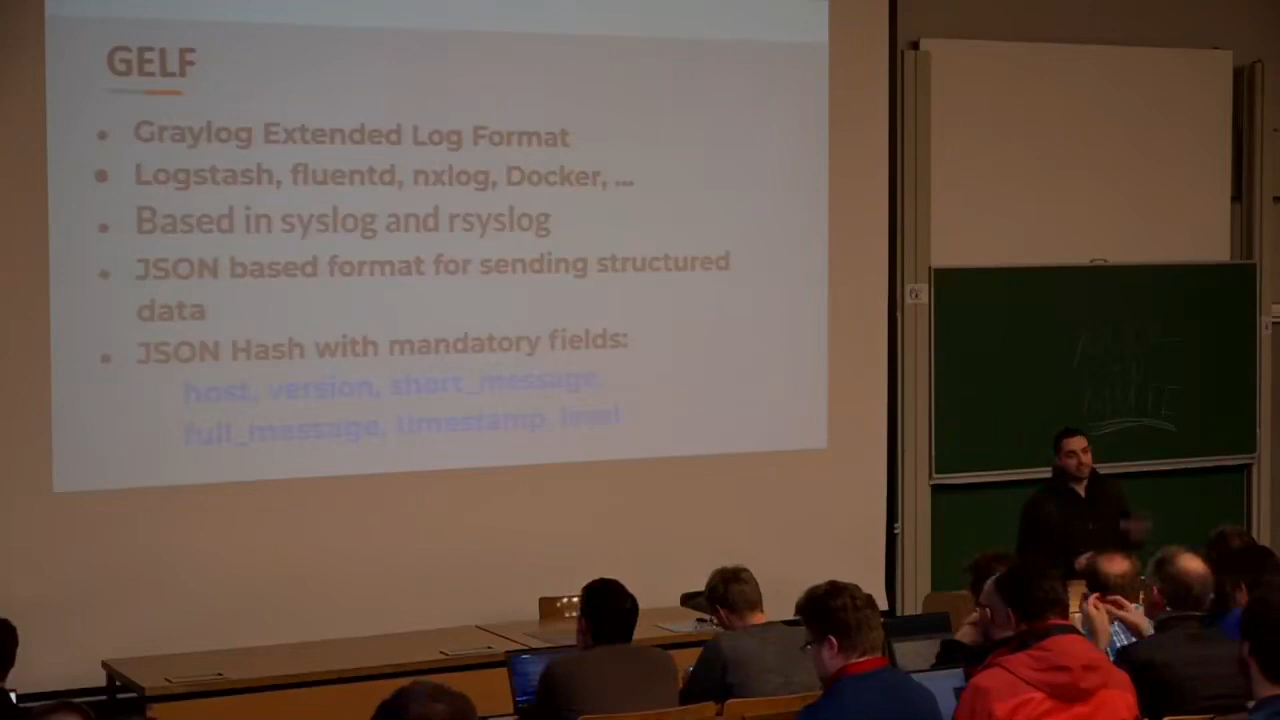 GELF
• Graylog Extended Log Format
• Logstash, fluentd, nxlog, Docker, ...
• Based in syslog and rsyslog
• JSON based format for sending structured
data
• JSON Hash with mandatory fields:
host, version, short_message,
full_message, timestamp, level